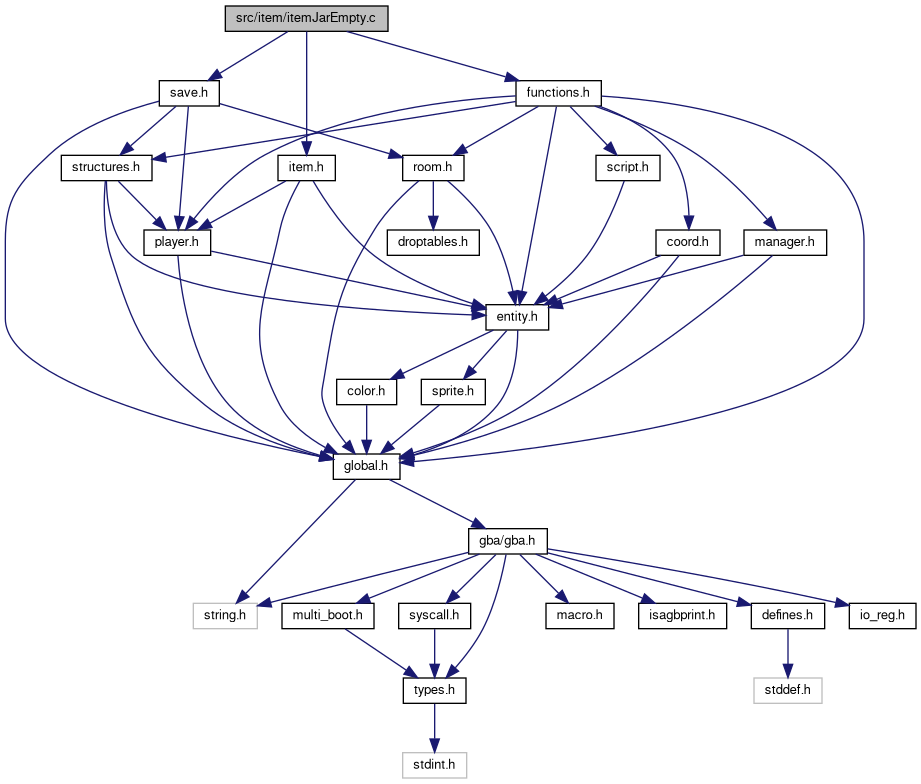 src/item/itemJarEmpty.c
save.h
functions.h
structures.h
item.h
room.h
script.h
player.h
droptables.h
coord.h
manager.h
entity.h
color.h
sprite.h
global.h
gba/gba.h
string.h
multi_boot.h
syscall.h
macro.h
isagbprint.h
defines.h
io_reg.h
types.h
stddef.h
stdint.h